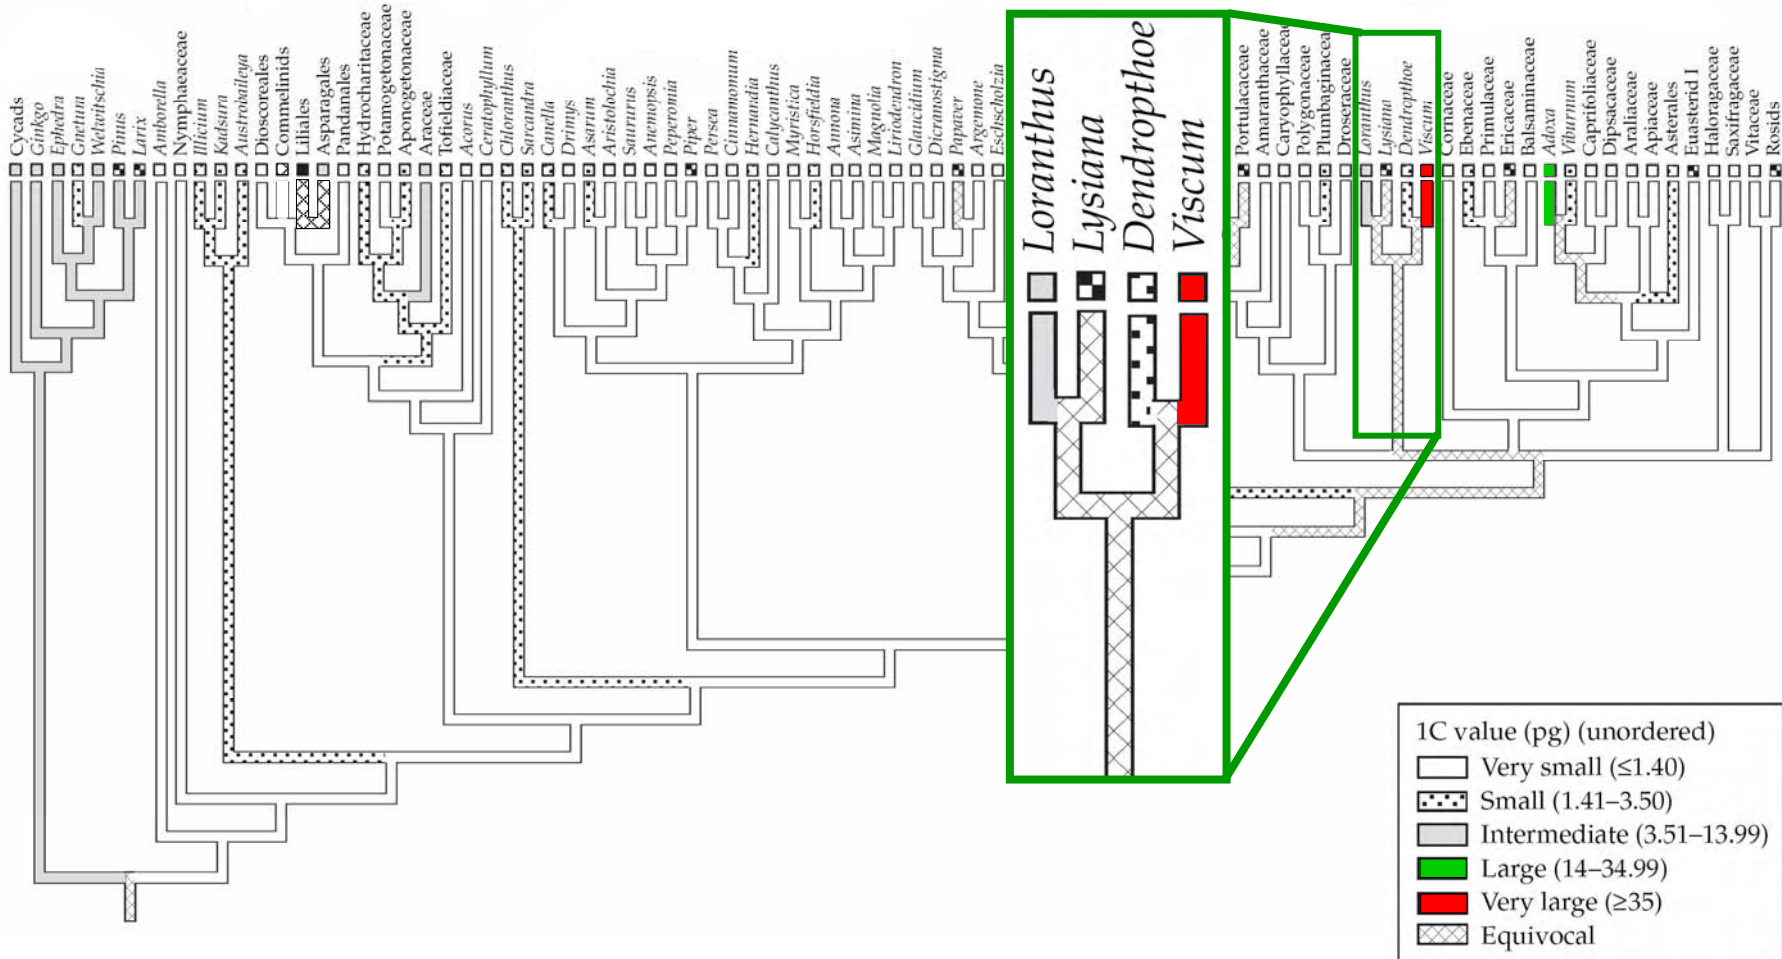 Cycads
Ginkgo
Ephedra
Gnetum
Welwitschia
Pinus
Larix
Amborella
Nymphaeaceae
Illicium
Kadsura
Austrobaileya
Dioscoreales
Commelinids
Liliales
Asparagales
Pandanales
Hydrocharitaceae
Potamogetonaceae
Aponogetonaceae
Araceae
Tofieldiaceae
Acorus
Ceratophyllum
Chloranthus
Sarcandra
Canella
Drimys
Asarum
Aristolochia
Saururus
Anemopsis
Peperomia
Piper
Persea
Cinnamomum
Hernandia
Calycanthus
Myristica
Horsfieldia
Annona
Asimina
Magnolia
Liriodendron
Glaucidium
Dicranostigma
Papaver
Argemone
Eschscholzia
Loranthus
Lysiana
Dendropthoe
Viscum
Portulacaceae
Amaranthaceae
Caryophyllaceae
Polygonaceae
Plumbaginaceae
Droseraceae
Loranthus
Lysiana
Dendropthoe
Viscum
Cornaceae
Ebenaceae
Primulaceae
Ericaceae
Balsaminaceae
Adoxa
Viburnum
Caprifoliaceae
Dipsacaceae
Araliaceae
Apiaceae
Asterales
Euasterid I
Haloragaceae
Saxifragaceae
Vitaceae
Rosids
1C value (pg) (unordered)
Very small (≤1.40)
Small (1.41–3.50)
Intermediate (3.51–13.99)
Large (14–34.99)
Very large (≥35)
Equivocal